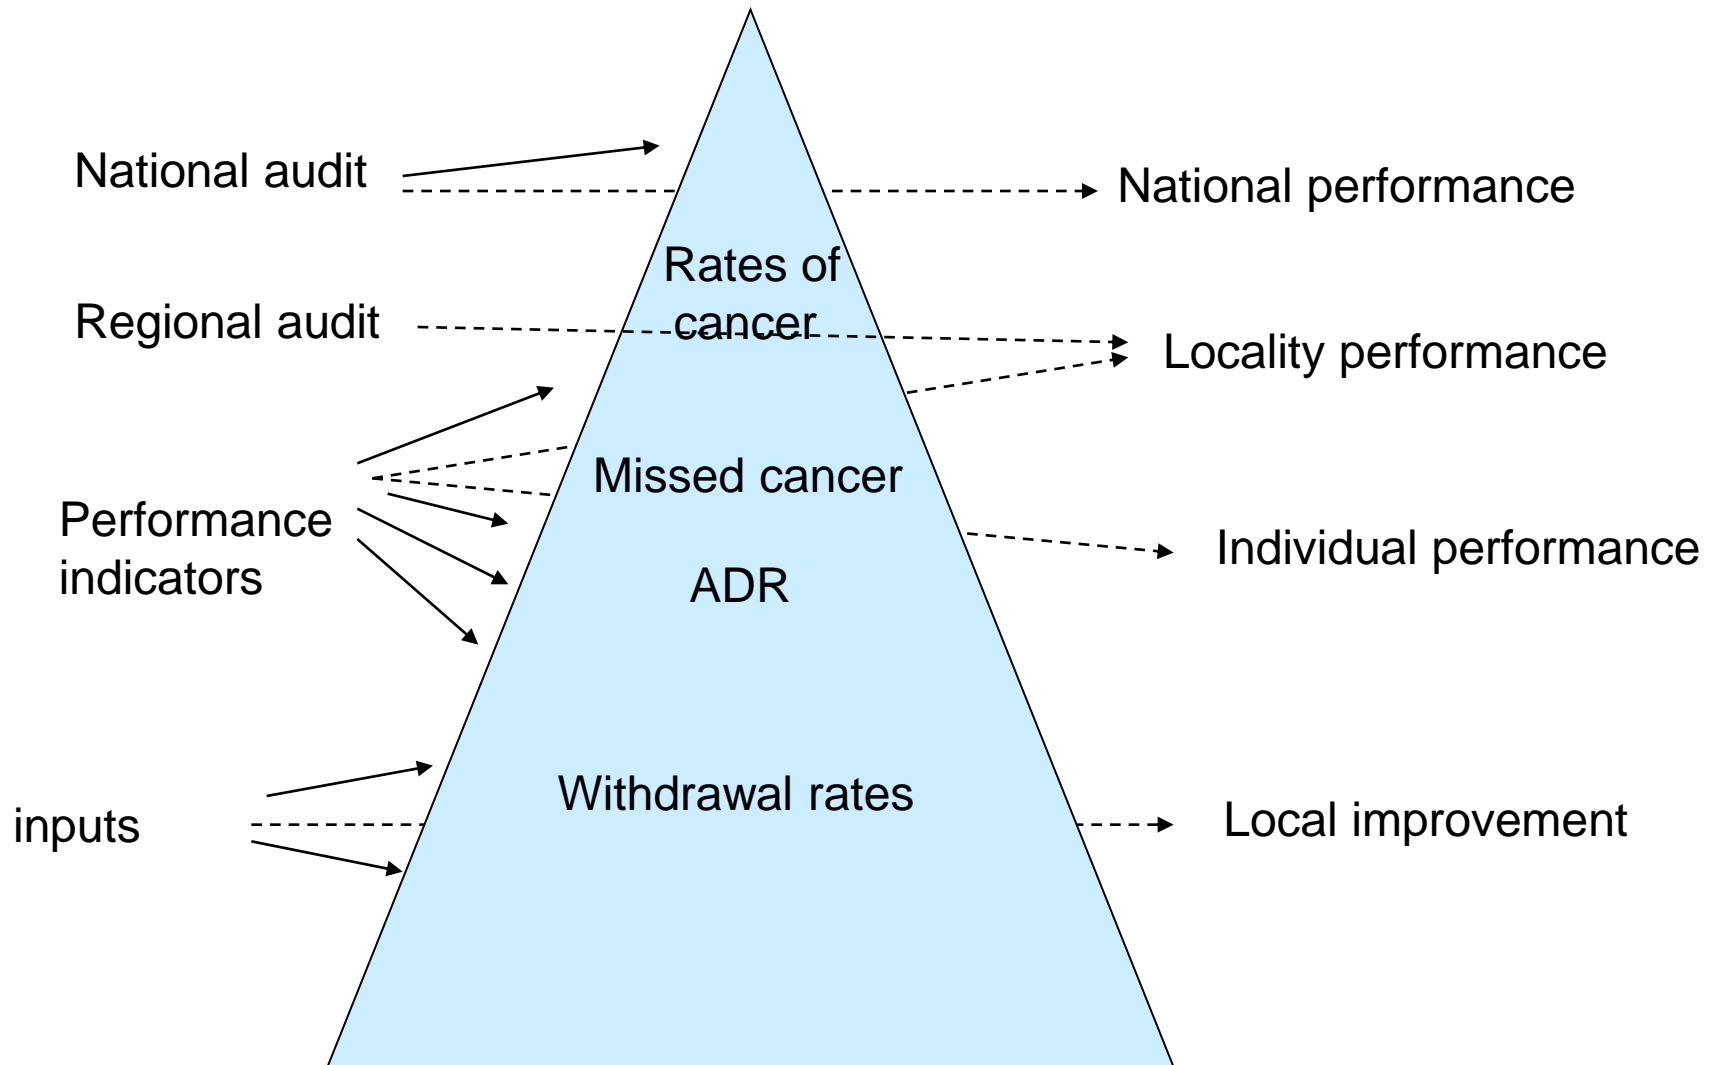 National audit
National performance
Rates of
cancer
Regional audit
Locality performance
Missed cancer
Performance
indicators
Individual performance
ADR
Withdrawal rates
inputs
Local improvement